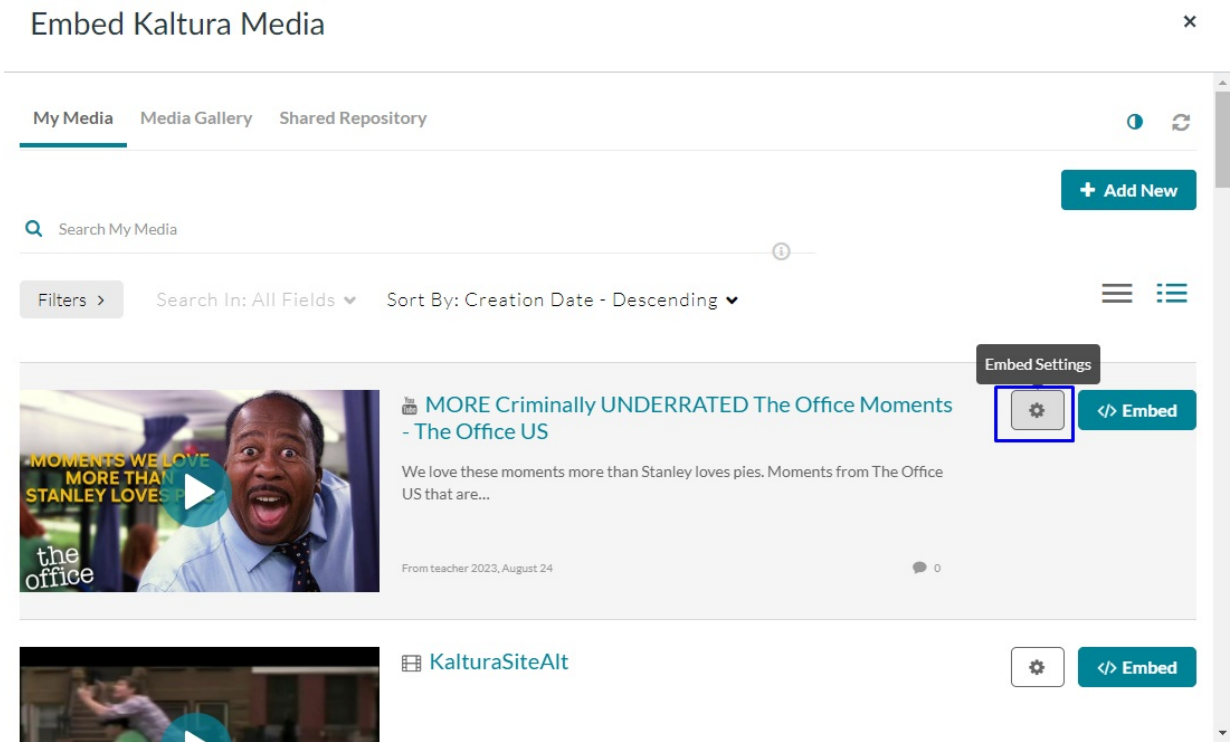 Embed Kaltura Media
×
My Media Media Gallery Shared Repository
+ Add New
Search My Media
Filters > Search In: All Fields Sort By: Creation Date - Descending
Embed Settings
You Tube MORE Criminally UNDERRATED The Office Moments
- The Office US
</> Embed
We love these moments more than Stanley loves pies. Moments from The Office
US that are...
MOMENTS WE LOVE
MORE THAN
STANLEY LOVES
the
office
From teacher 2023, August 24
0
KalturaSiteAlt
</> Embed